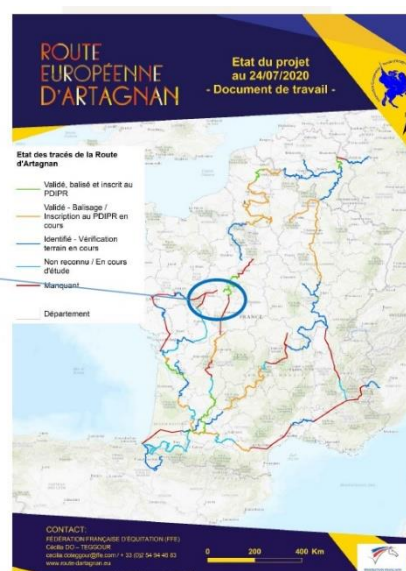 ROUTE
EUROPÉENNE
D'ARTAGNAN
Etat du projet
au 24/07/2020
- Document de travail -
Etat des tracés de la Route
d'Artagnan
Validé, balisé et inscrit au
PDIPR
Validé - Balisage /
Inscription au PDIPR en
cours
Identifié - Vérification
terrain en cours
Non reconnu / En cours
d'étude
Manquant
Département
FRANCE
CONTACT:
FÉDÉRATION FRANÇAISE D'ÉQUITATION (FFE)
Cécilia DO – TEGGOUR
www.route-dartagnan.eu
0 200 400 Km